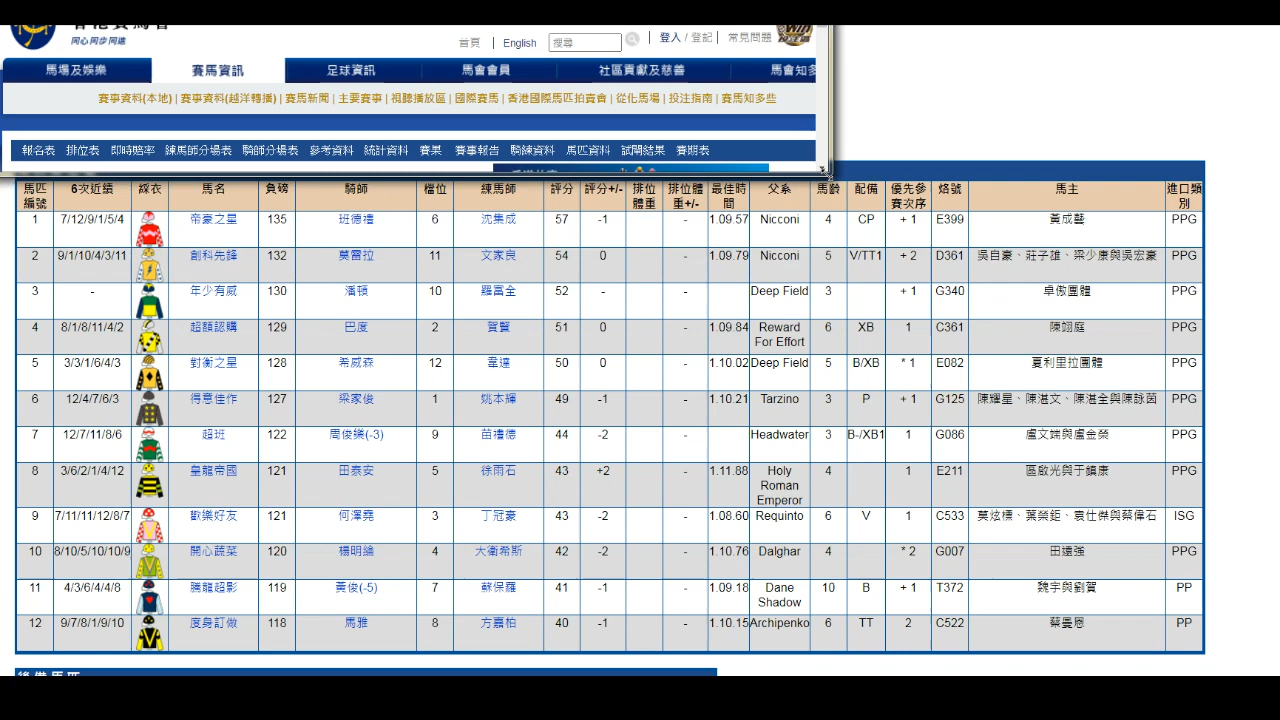 同心同步同進
首頁 | English 搜尋 | 登入 / 登記 | 常見問題
馬場及娛樂 賽馬資訊 足球資訊 馬會會員 社區貢獻及慈善 馬會知多
賽事資料(本地) | 賽事資料(越洋轉播) | 賽馬新聞 | 主要賽事 | 視聽播放區 | 國際賽馬 | 香港國際馬匹拍賣會 | 從化馬場 | 投注指南 | 賽馬知多些
報名表 排位表 即時賠率 練馬師分場表 騎師分場表 參考資料 統計資料 賽果 賽事報告 騎練資料 馬匹資料 試閘結果 賽期表
馬匹編號 6次近績 綵衣 馬名 負磅 騎師 檔位 練馬師 評分 評分+/- 排位體重 排位體重+/- 最佳時間 父系 馬齡 配備 優先參賽次序 烙號 馬主 進口類別
1 7/12/9/1/5/4 帝豪之星 135 班德禮 6 沈集成 57 -1 - 1.09.57 Nicconi 4 CP + 1 E399 黃成藝 PPG
2 9/1/10/4/3/11 創科先鋒 132 莫雷拉 11 文家良 54 0 - 1.09.79 Nicconi 5 V/TT1 + 2 D361 吳自豪、莊子雄、梁少康與吳宏豪 PPG
3 - 年少有威 130 潘頓 10 羅富全 52 - - Deep Field 3 + 1 G340 卓傲團體 PPG
4 8/1/8/11/4/2 超額認購 129 巴度 2 賀賢 51 0 - 1.09.84 Reward For Effort 6 XB 1 C361 陳翊庭 PPG
5 3/3/1/6/4/3 對衡之星 128 希威森 12 韋達 50 0 - 1.10.02 Deep Field 5 B/XB * 1 E082 夏利里拉團體 PPG
6 12/4/7/6/3 得意佳作 127 梁家俊 1 姚本輝 49 -1 - 1.10.21 Tarzino 3 P + 1 G125 陳耀星、陳湛文、陳湛全與陳詠茵 PPG
7 12/7/11/8/6 超班 122 周俊樂(-3) 9 苗禮德 44 -2 - Headwater 3 B-/XB1 1 G086 盧文端與盧金榮 PPG
8 3/6/2/1/4/12 皇龍帝國 121 田泰安 5 徐雨石 43 +2 - 1.11.88 Holy Roman Emperor 4 1 E211 區啟光與于鎮康 PPG
9 7/11/11/12/8/7 歡樂好友 121 何澤堯 3 丁冠豪 43 -2 - 1.08.60 Requinto 6 V 1 C533 莫炫標、葉榮鉅、袁仕傑與蔡偉石 ISG
10 8/10/5/10/10/9 開心蔬菜 120 楊明綸 4 大衛希斯 42 -2 - 1.10.76 Dalghar 4 * 2 G007 田遠強 PPG
11 4/3/6/4/4/8 騰龍超影 119 黃俊(-5) 7 蘇保羅 41 -1 - 1.09.18 Dane Shadow 10 B + 1 T372 魏宇與劉賀 PP
12 9/7/8/1/9/10 度身訂做 118 馬雅 8 方嘉柏 40 -1 - 1.10.15 Archipenko 6 TT 2 C522 蔡曼恩 PP